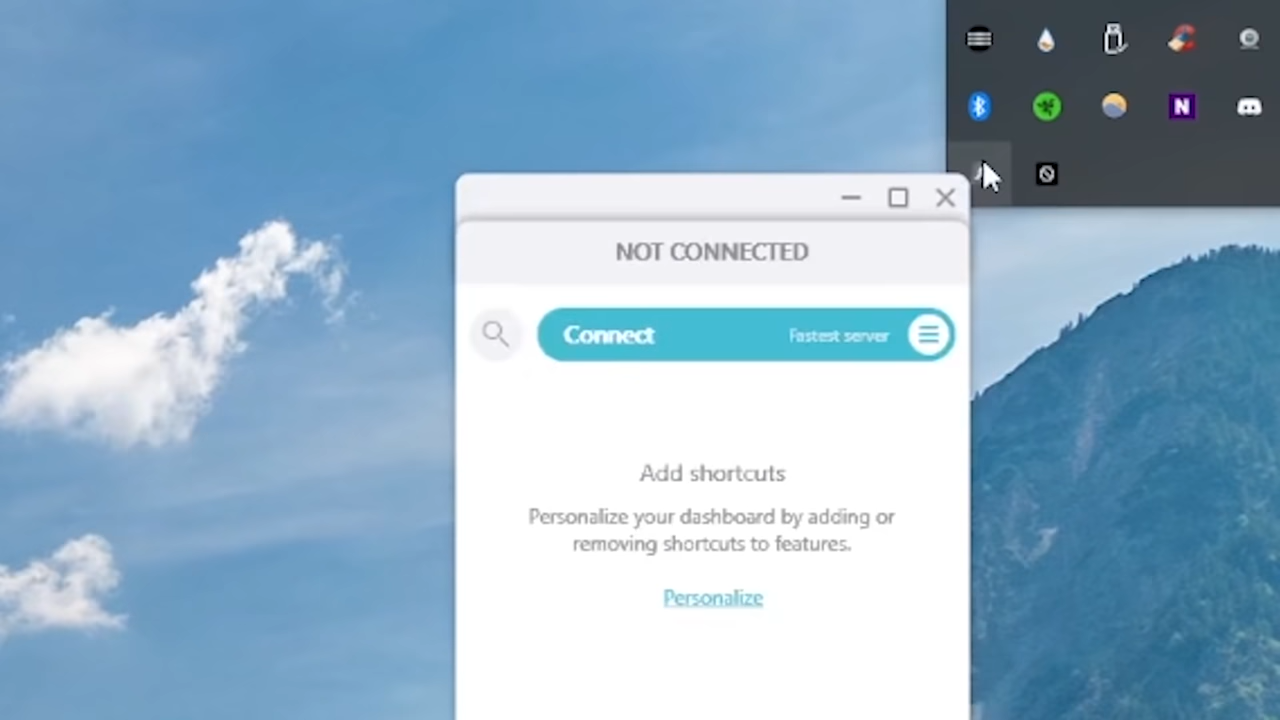 N
NOT CONNECTED
Connect
Fastest server
Add shortcuts
Personalize your dashboard by adding or
removing shortcuts to features.
Personalize